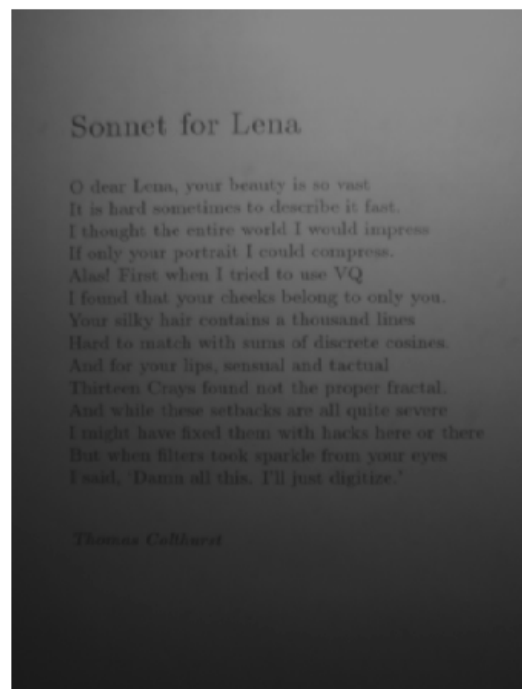 Sonnet for Lena
O dear Lena, your beauty is so vast
It is hard sometimes to describe it fast.
I thought the entire world I would impress
If only your portrait I could compress.
Alas! First when I tried to use VQ
I found that your cheeks belong to only you.
Your silky hair contains a thousand lines
Hard to match with sums of discrete cosines.
And for your lips, sensual and tactual
Thirteen Crays found not the proper fractal.
And while these setbacks are all quite severe
I might have fixed them with hacks here or there
But when filters took sparkle from your eyes
I said, 'Damn all this. I'll just digitize.'
Thomas Colthurst